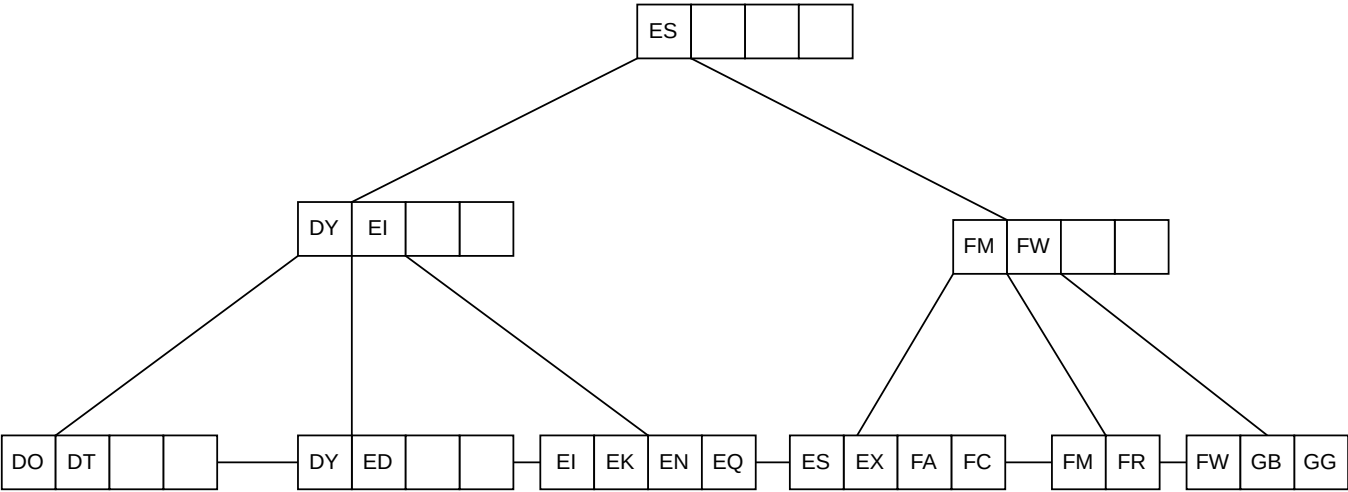 ES
DY EI
FM FW
DO DT DY ED EI EK EN EQ ES EX FA FC FM FR FW GB GG